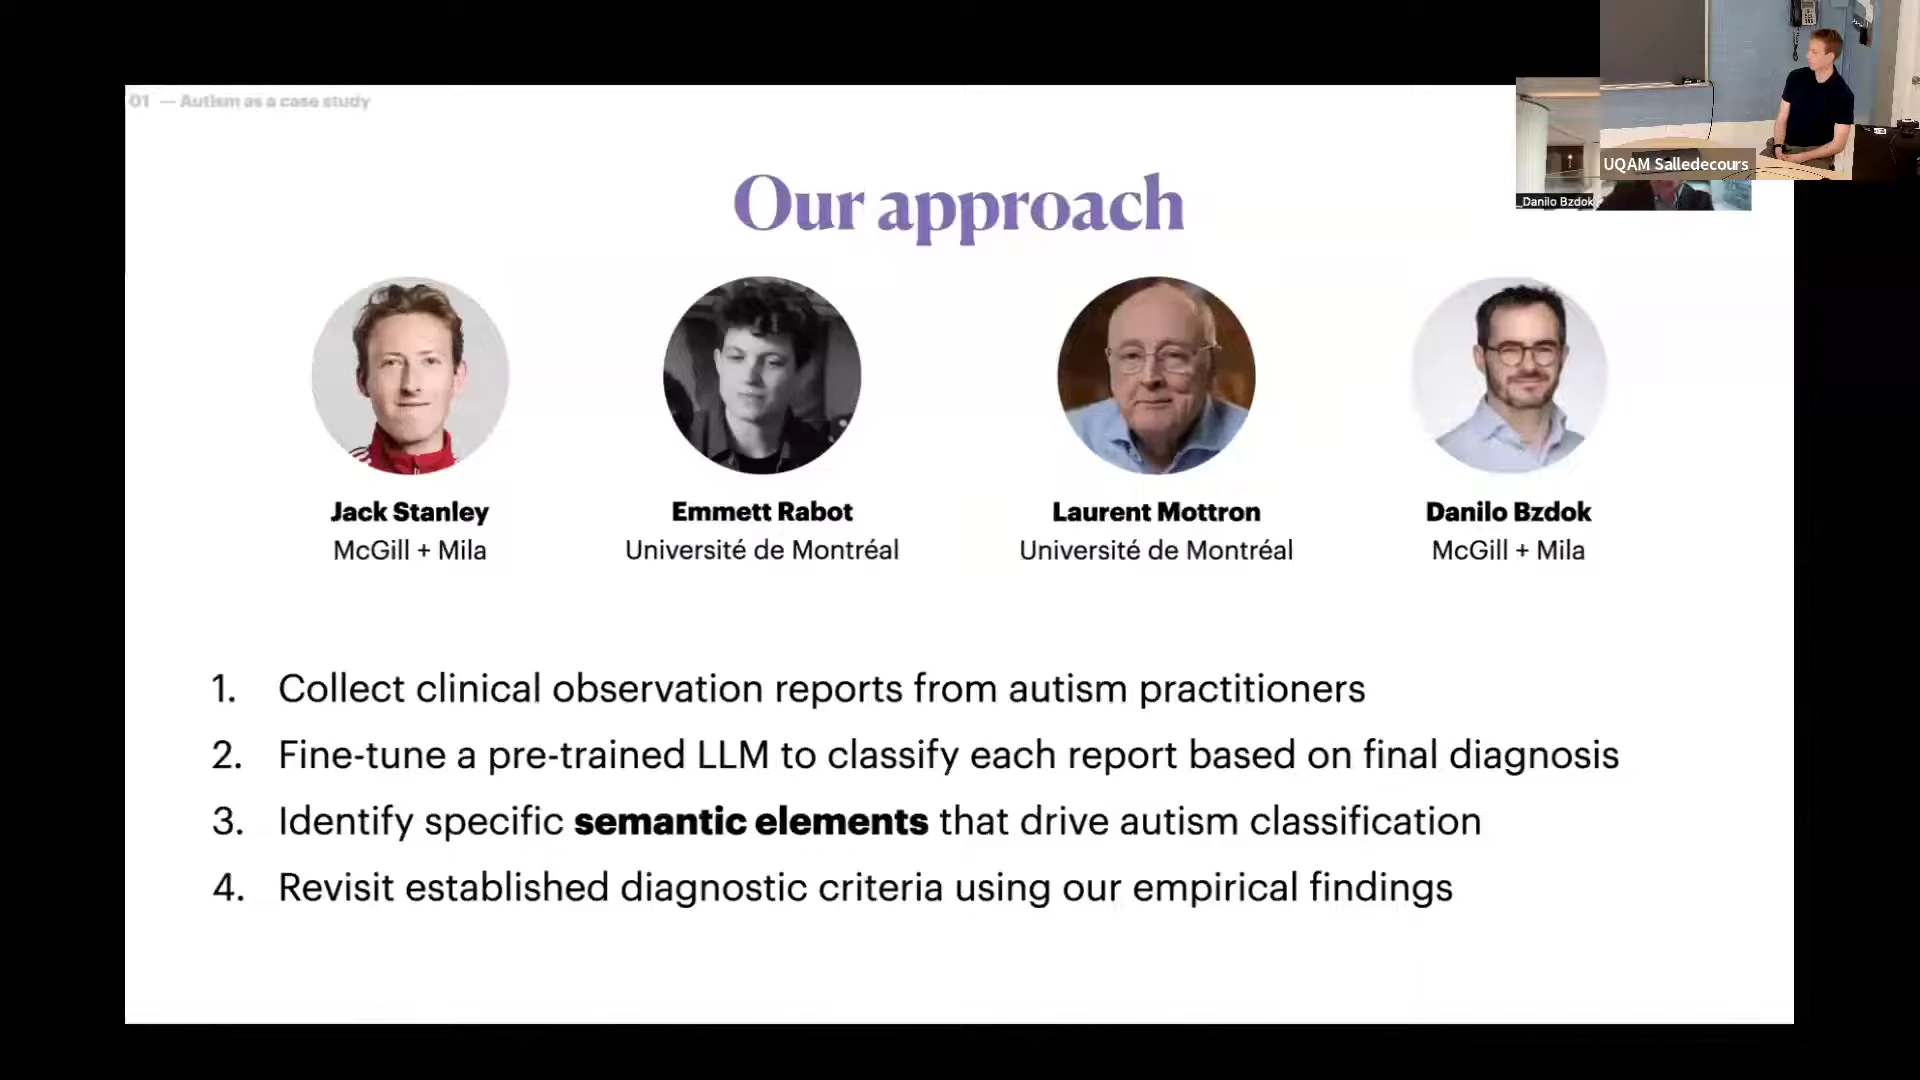 01 — Autism as a case study
UQAM Salledecours
_Danilo Bzdok
Our approach
Jack Stanley
McGill + Mila
Emmett Rabot
Université de Montréal
Laurent Mottron
Université de Montréal
Danilo Bzdok
McGill + Mila
1. Collect clinical observation reports from autism practitioners
2. Fine-tune a pre-trained LLM to classify each report based on final diagnosis
3. Identify specific semantic elements that drive autism classification
4. Revisit established diagnostic criteria using our empirical findings